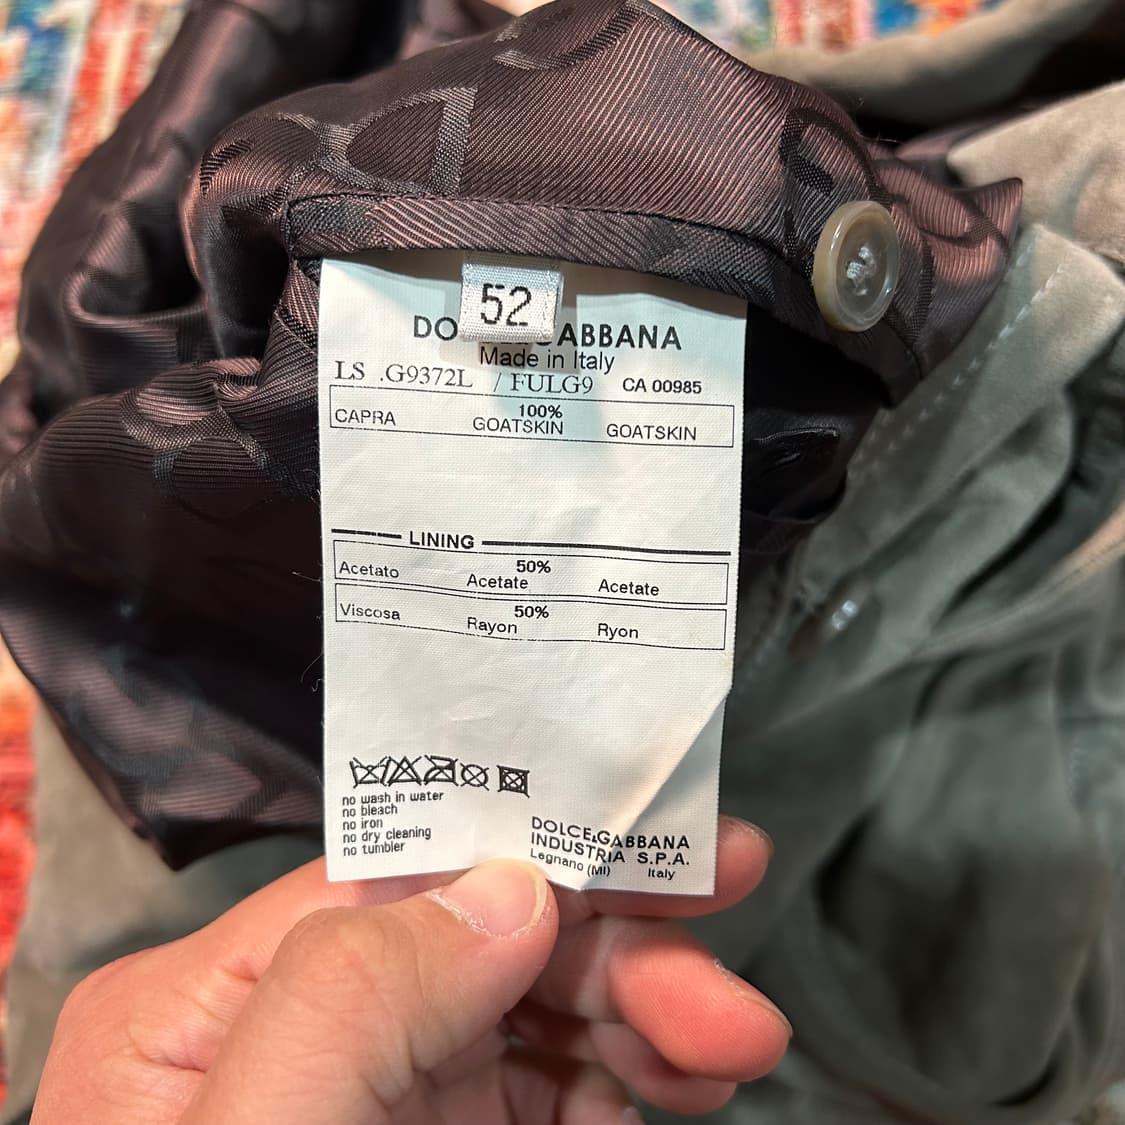 52
DO ABBANA
Made in Italy
LS .G9372L / FULG9 CA 00985
CAPRA 100% GOATSKIN GOATSKIN
LINING
Acetato 50% Acetate Acetate
Viscosa 50% Rayon Ryon
no wash in water
no bleach
no iron
no dry cleaning
no tumbler
DOLCE&GABBANA
INDUSTRIA S.P.A.
Legnano (MI) Italy